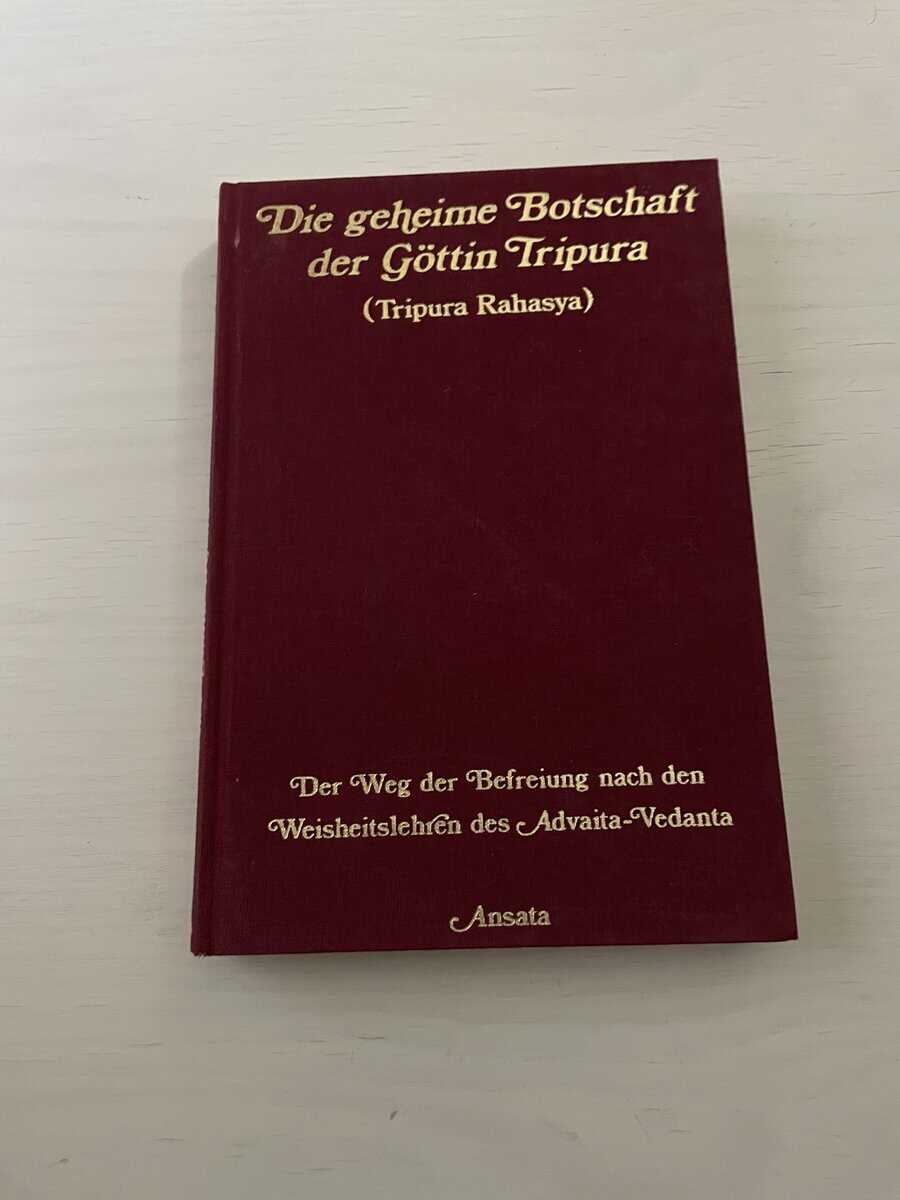 Die geheime Botschaft
der Göttin Tripura
(Tripura Rahasya)
Der Weg der Befreiung nach den
Weisheitslehren des Advaita-Vedanta
Ansata